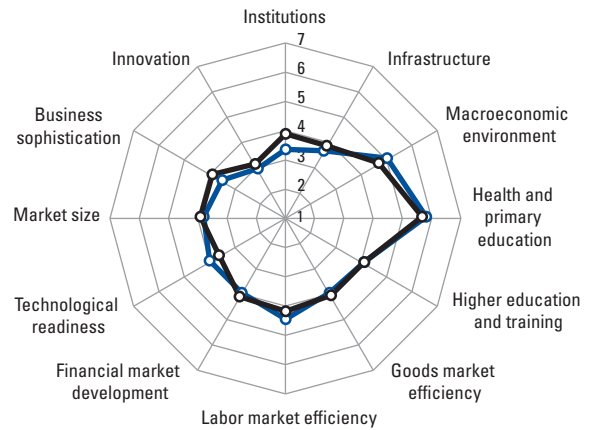 Institutions
7
6
5
4
3
2
1
Infrastructure
Macroeconomic
environment
Health and
primary
education
Higher education
and training
Goods market
efficiency
Labor market efficiency
Financial market
development
Technological
readiness
Market size
Business
sophistication
Innovation